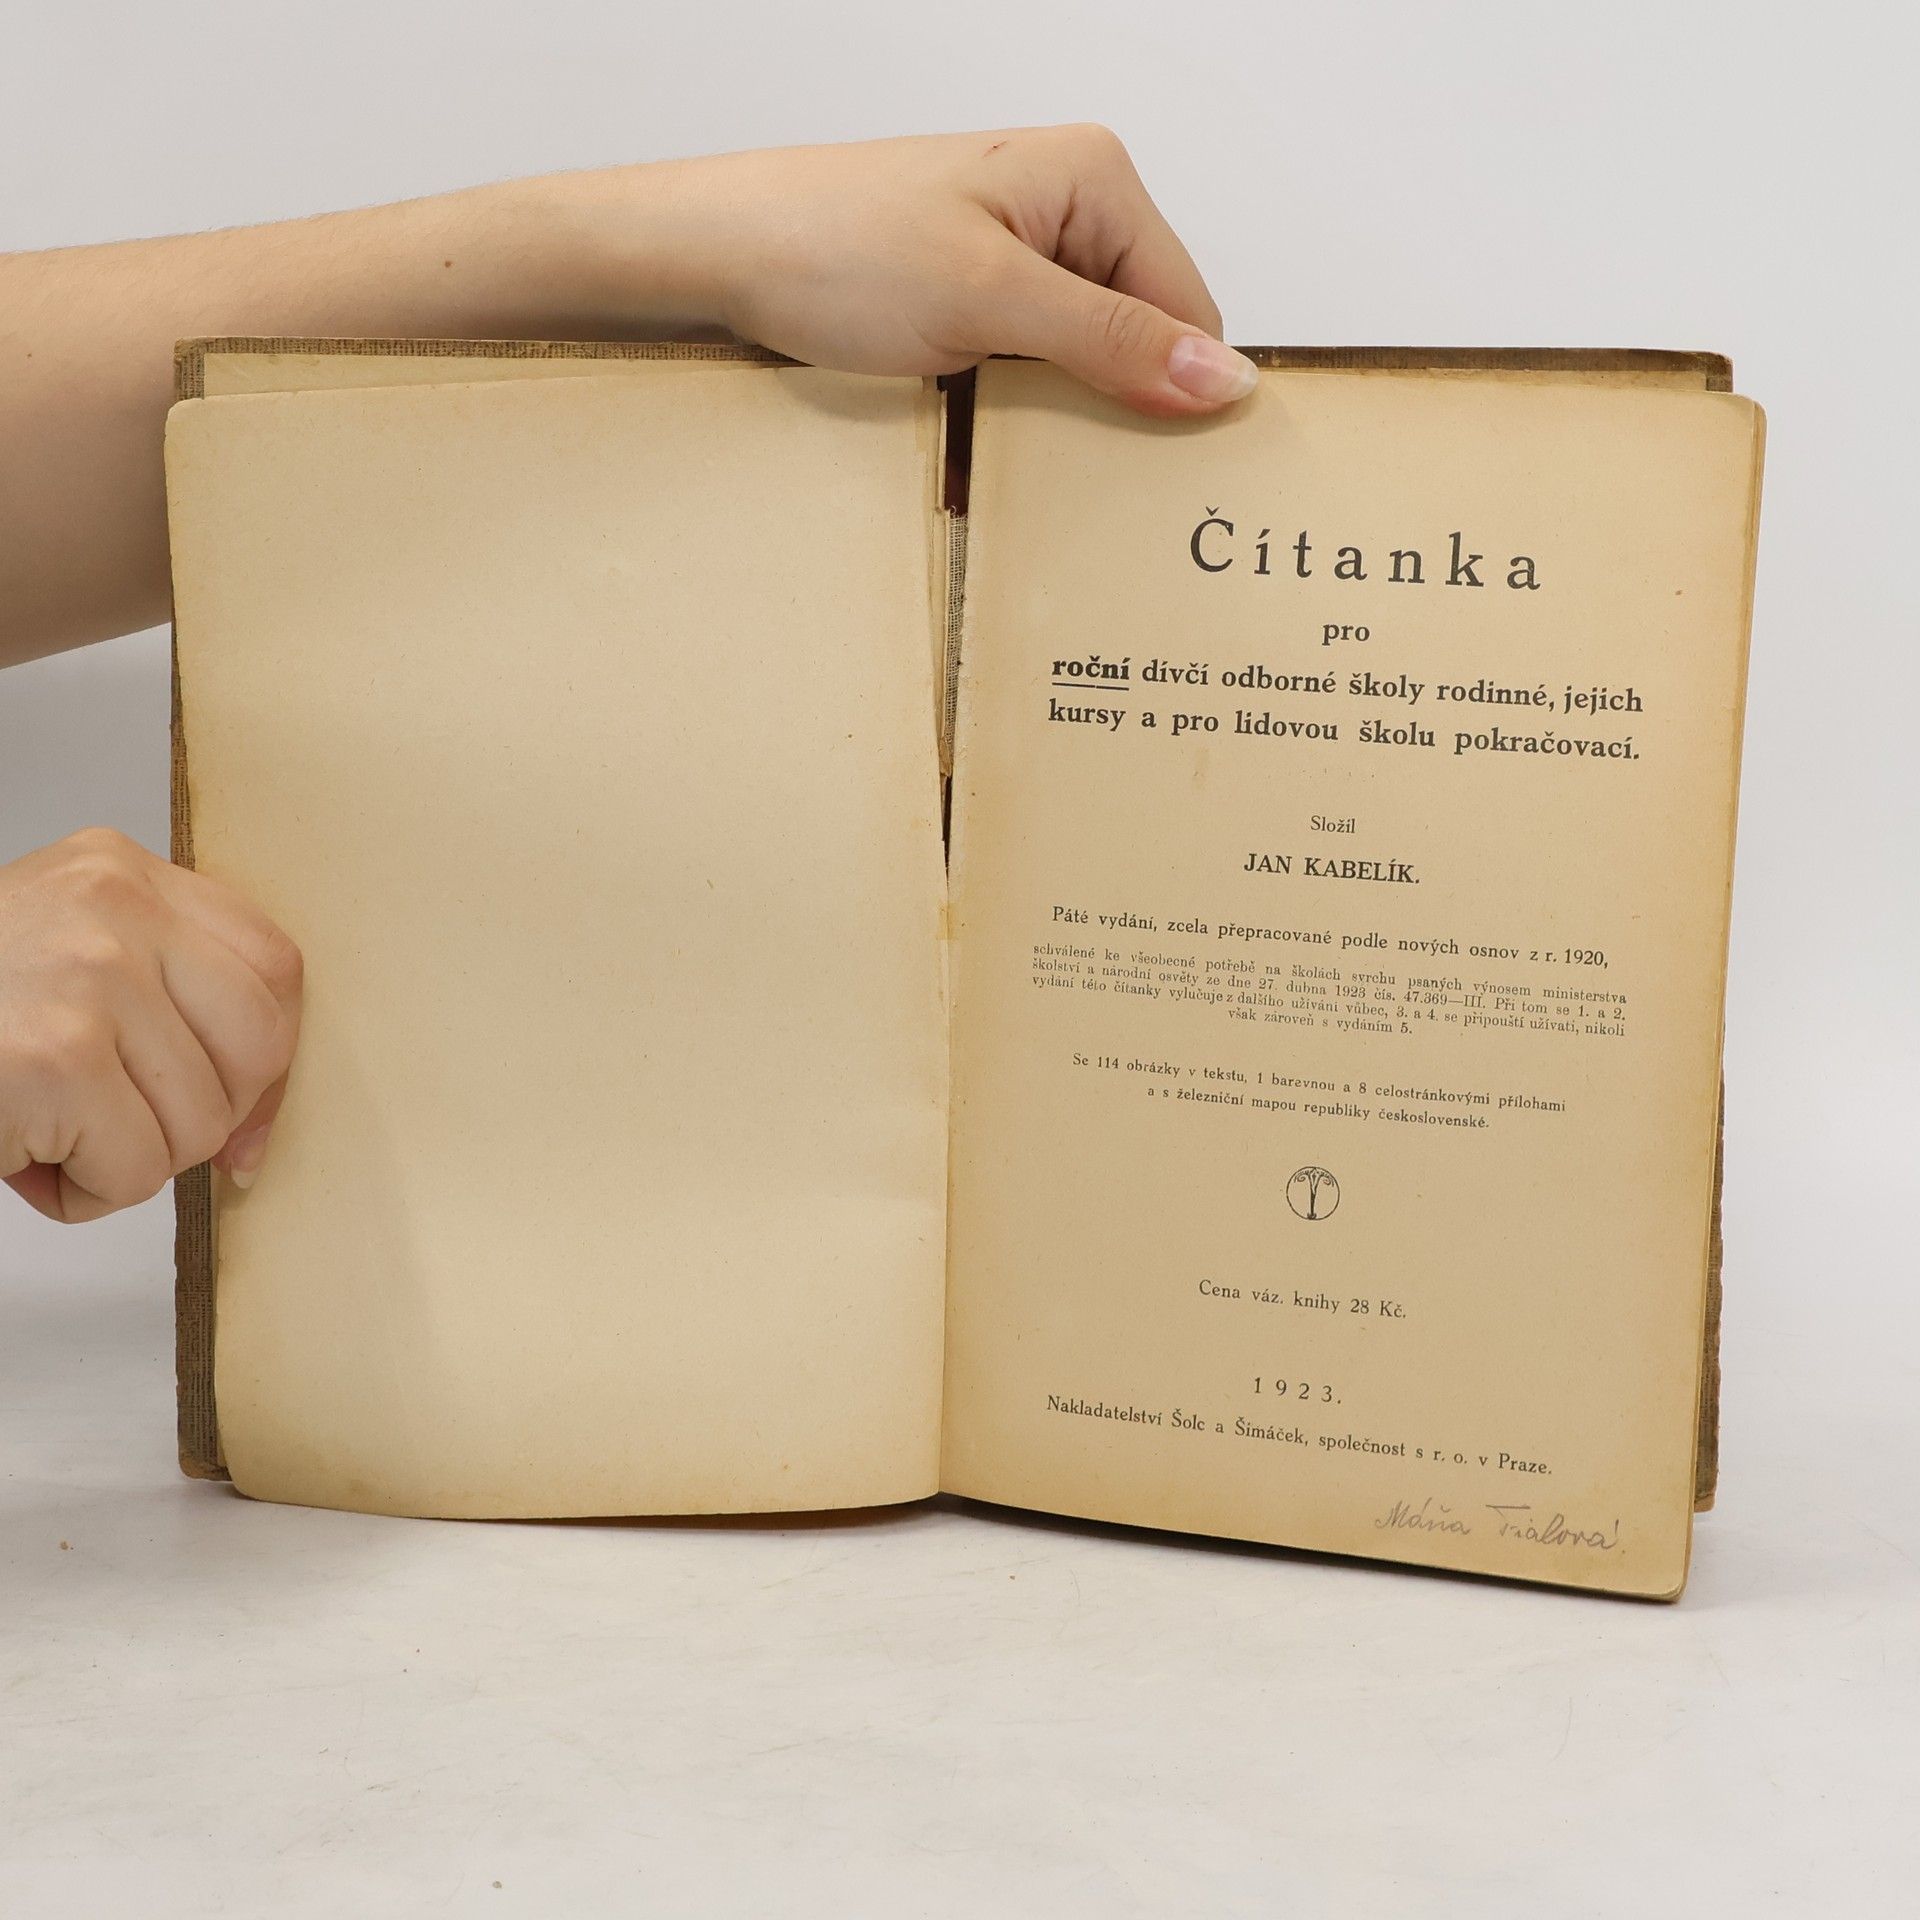 Čítanka
pro
roční dívčí odborné školy rodinné, jejich
kursy a pro lidovou školu pokračovací.
Složil
JAN KABELÍK.
Páté vydání, zcela přepracované podle nových osnov z r. 1920,
schválené ke všeobecné potřebě na školách svrchu psaných výnosem ministerstva
školství a národní osvěty ze dne 27. dubna 1923 čís. 47.369—III. Při tom se 1. a 2.
vydání této čítanky vylučuje z dalšího užívání vůbec, 3. a 4. se připouští užívati, nikoli
však zároveň s vydáním 5.
Se 114 obrázky v tekstu, 1 barevnou a 8 celostránkovými přílohami
a s železniční mapou republiky československé.
Cena váz. knihy 28 Kč.
1923.
Nakladatelství Šolc a Šimáček, společnost s r. o. v Praze.
Máňa Fialová.